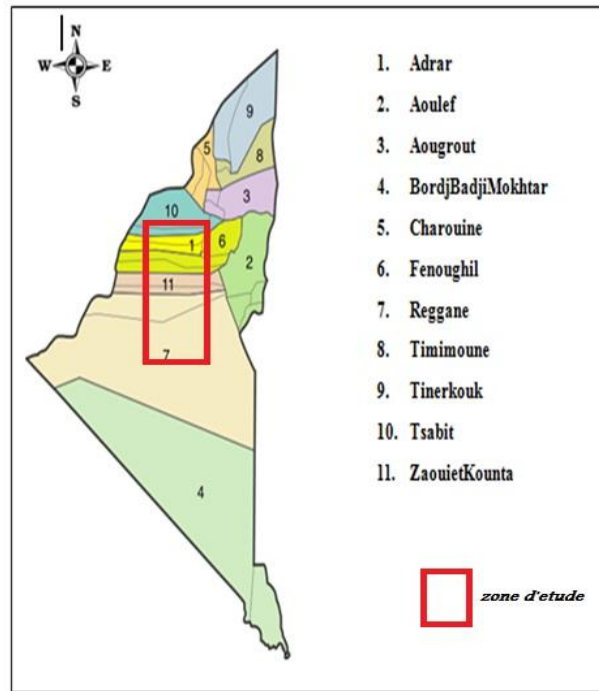 N
W E
S
9
5
8
3
10
1
6
2
11
7
4
1. Adrar
2. Aoulef
3. Aougrout
4. BordjBadjiMokhtar
5. Charouine
6. Fenoughil
7. Reggane
8. Timimoune
9. Tinerkouk
10. Tsabit
11. ZaouietKounta
zone d'etude